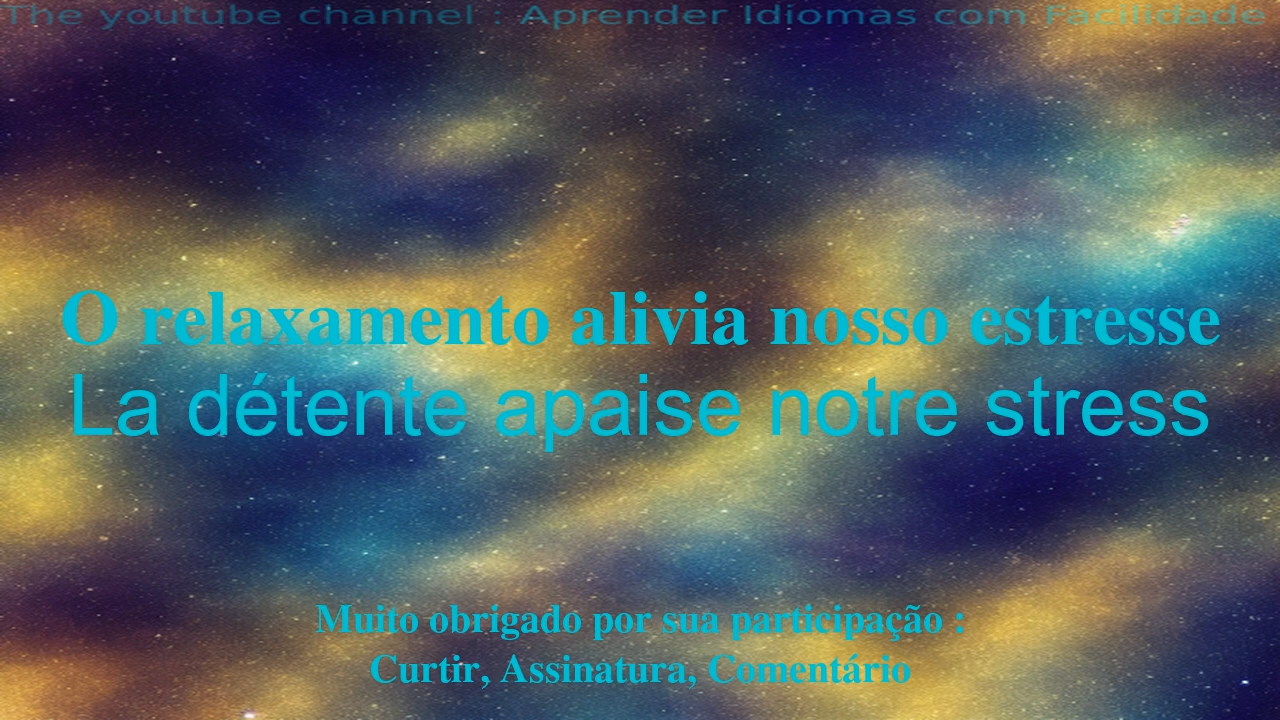 The youtube channel : Aprender Idiomas com Facilidade
O relaxamento alivia nosso estresse
La détente apaise notre stress
Muito obrigado por sua participação :
Curtir, Assinatura, Comentário